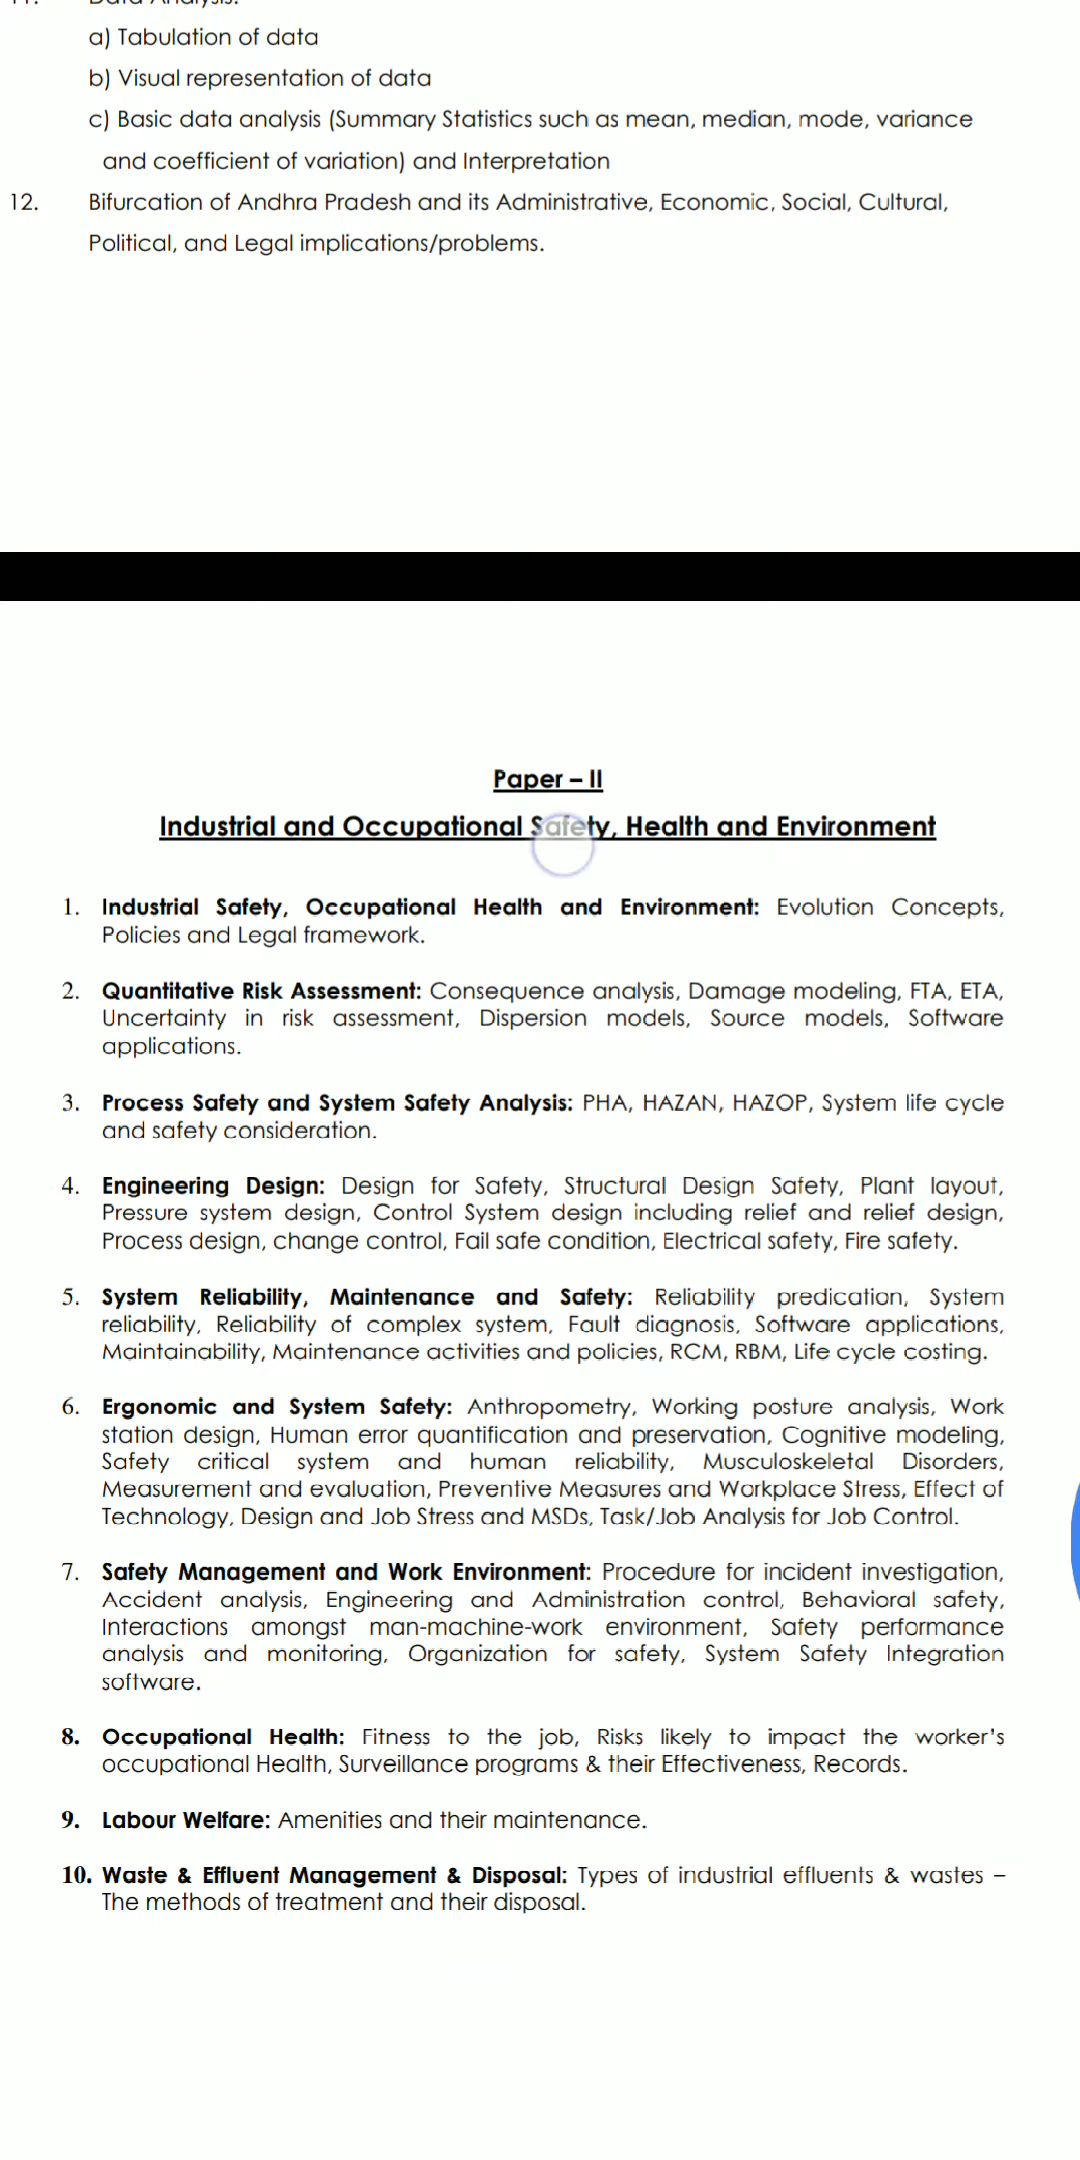 a) Tabulation of data
b) Visual representation of data
c) Basic data analysis (Summary Statistics such as mean, median, mode, variance
and coefficient of variation) and Interpretation
12. Bifurcation of Andhra Pradesh and its Administrative, Economic, Social, Cultural,
Political, and Legal implications/problems.
Paper – II
Industrial and Occupational Safety, Health and Environment
1. Industrial Safety, Occupational Health and Environment: Evolution Concepts,
Policies and Legal framework.
2. Quantitative Risk Assessment: Consequence analysis, Damage modeling, FTA, ETA,
Uncertainty in risk assessment, Dispersion models, Source models, Software
applications.
3. Process Safety and System Safety Analysis: PHA, HAZAN, HAZOP, System life cycle
and safety consideration.
4. Engineering Design: Design for Safety, Structural Design Safety, Plant layout,
Pressure system design, Control System design including relief and relief design,
Process design, change control, Fail safe condition, Electrical safety, Fire safety.
5. System Reliability, Maintenance and Safety: Reliability predication, System
reliability, Reliability of complex system, Fault diagnosis, Software applications,
Maintainability, Maintenance activities and policies, RCM, RBM, Life cycle costing.
6. Ergonomic and System Safety: Anthropometry, Working posture analysis, Work
station design, Human error quantification and preservation, Cognitive modeling,
Safety critical system and human reliability, Musculoskeletal Disorders,
Measurement and evaluation, Preventive Measures and Workplace Stress, Effect of
Technology, Design and Job Stress and MSDs, Task/Job Analysis for Job Control.
7. Safety Management and Work Environment: Procedure for incident investigation,
Accident analysis, Engineering and Administration control, Behavioral safety,
Interactions amongst man-machine-work environment, Safety performance
analysis and monitoring, Organization for safety, System Safety Integration
software.
8. Occupational Health: Fitness to the job, Risks likely to impact the worker's
occupational Health, Surveillance programs & their Effectiveness, Records.
9. Labour Welfare: Amenities and their maintenance.
10. Waste & Effluent Management & Disposal: Types of industrial effluents & wastes –
The methods of treatment and their disposal.